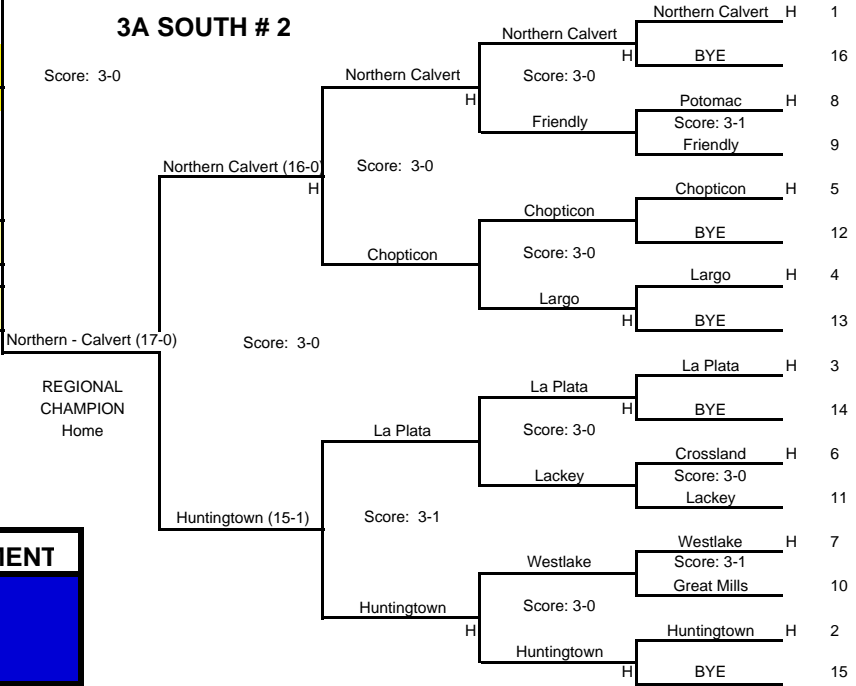 3A SOUTH # 2
Northern Calvert H 1
Northern Calvert
H BYE 16
Score: 3-0
Northern Calvert
Score: 3-0
H
Potomac H 8
Friendly
Score: 3-1
Friendly 9
Northern Calvert (16-0)
Score: 3-0
H
Chopticon H 5
Chopticon
BYE 12
Chopticon
Score: 3-0
Largo H 4
Largo
H BYE 13
Northern - Calvert (17-0)
Score: 3-0
REGIONAL
CHAMPION
Home
La Plata H 3
La Plata
H BYE 14
La Plata
Score: 3-0
Crossland H 6
Lackey
Score: 3-0
Lackey 11
Huntingtown (15-1)
Score: 3-1
Westlake H 7
Westlake
Score: 3-1
Great Mills 10
Huntingtown
Score: 3-0
H
Huntingtown H 2
Huntingtown
H BYE 15